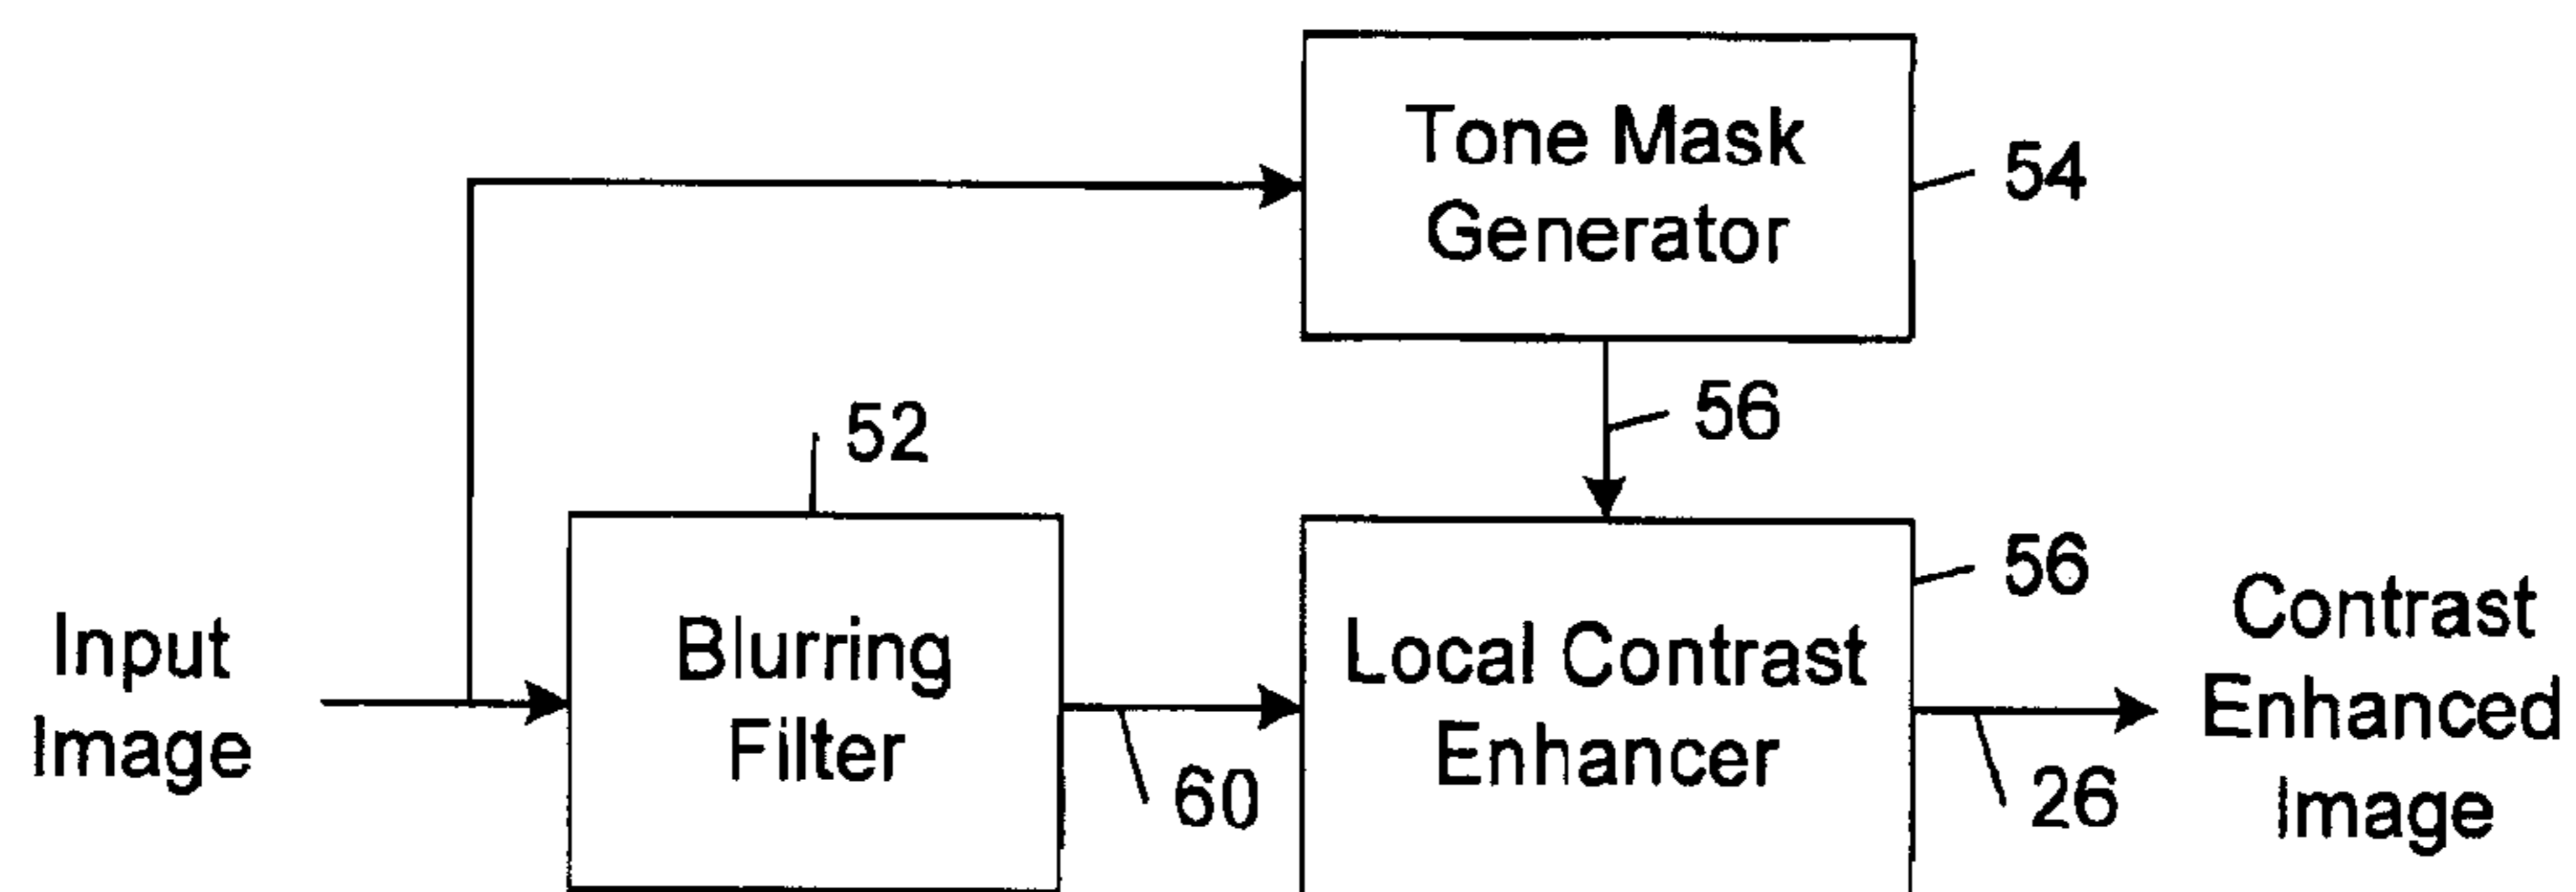 Tone Mask
Generator
54
56
52
56
Input
Image
Blurring
Filter
60
Local Contrast
Enhancer
26
Contrast
Enhanced
Image